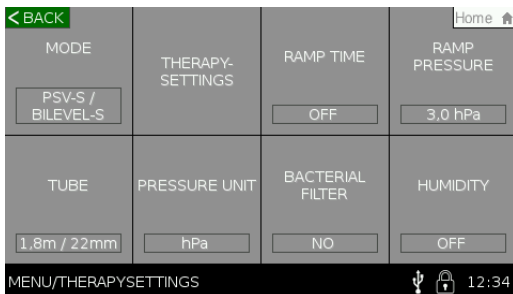 < BACK
Home
MODE
PSV-S /
BILEVEL-S
THERAPY-
SETTINGS
RAMP TIME
OFF
RAMP
PRESSURE
3,0 hPa
TUBE
1,8m / 22mm
PRESSURE UNIT
hPa
BACTERIAL
FILTER
NO
HUMIDITY
OFF
MENU/THERAPYSETTINGS
12:34